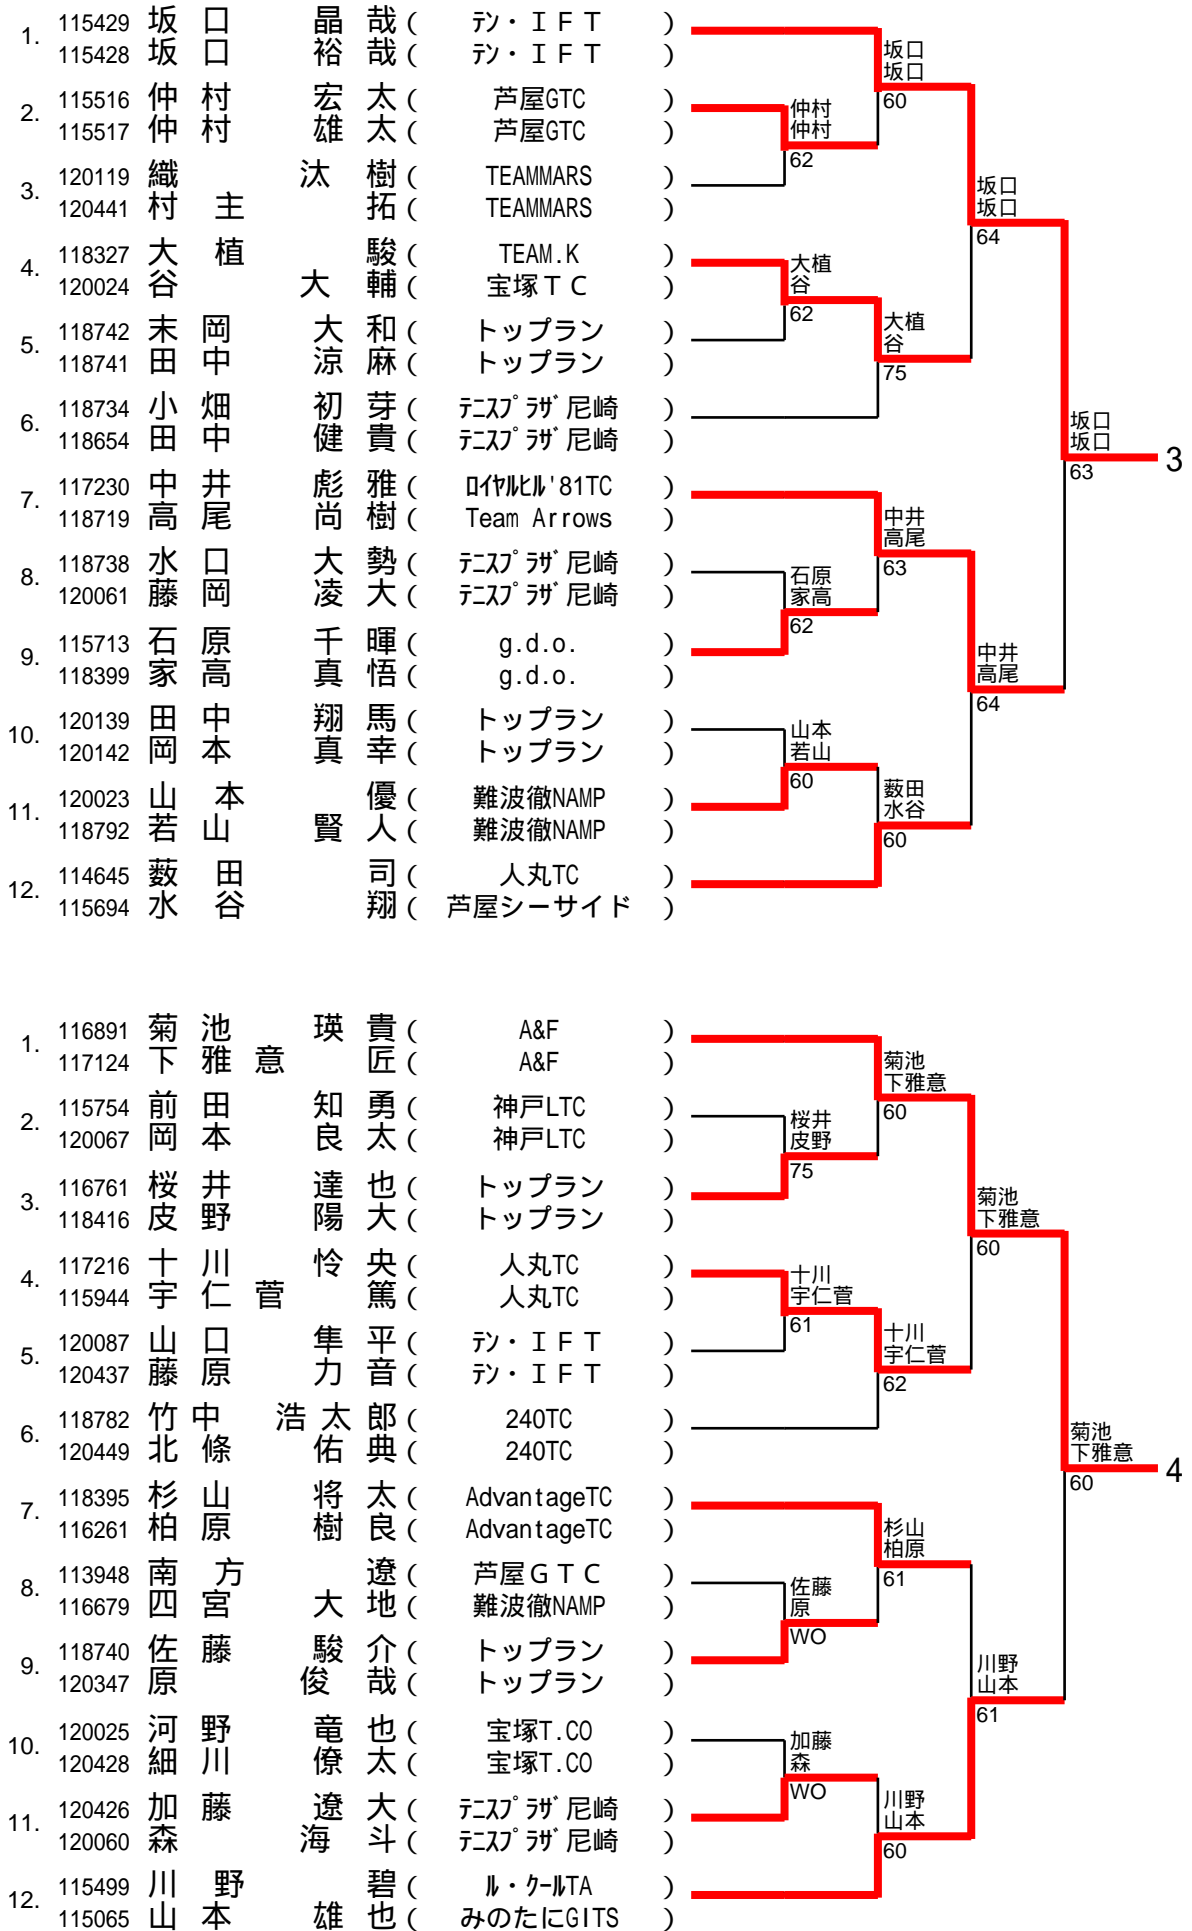 1. 115429 坂口 晶哉 ( テン・ＩＦＴ )
115428 坂口 裕哉 ( テン・ＩＦＴ )
2. 115516 仲村 宏太 ( 芦屋GTC )
115517 仲村 雄太 ( 芦屋GTC )
3. 120119 織 汰樹 ( TEAMMARS )
120441 村主 拓 ( TEAMMARS )
4. 118327 大植 駿 ( TEAM.K )
120024 谷 大輔 ( 宝塚ＴＣ )
5. 118742 末岡 大和 ( トップラン )
118741 田中 涼麻 ( トップラン )
6. 118734 小畑 初芽 ( ﾃﾆｽﾌﾟﾗｻﾞ尼崎 )
118654 田中 健貴 ( ﾃﾆｽﾌﾟﾗｻﾞ尼崎 )
7. 117230 中井 彪雅 ( ﾛｲﾔﾙﾋﾙ'81TC )
118719 高尾 尚樹 ( Team Arrows )
8. 118738 水口 大勢 ( ﾃﾆｽﾌﾟﾗｻﾞ尼崎 )
120061 藤岡 凌大 ( ﾃﾆｽﾌﾟﾗｻﾞ尼崎 )
9. 115713 石原 千暉 ( g.d.o. )
118399 家高 真悟 ( g.d.o. )
10. 120139 田中 翔馬 ( トップラン )
120142 岡本 真幸 ( トップラン )
11. 120023 山本 優 ( 難波徹NAMP )
118792 若山 賢人 ( 難波徹NAMP )
12. 114645 薮田 司 ( 人丸TC )
115694 水谷 翔 ( 芦屋シーサイド )
仲村
仲村
62
大植
谷
62
石原
家高
62
山本
若山
60
坂口
坂口
60
大植
谷
75
中井
高尾
63
薮田
水谷
60
坂口
坂口
64
中井
高尾
64
坂口
坂口
63
3
1. 116891 菊池 瑛貴 ( A&F )
117124 下雅意 匠 ( A&F )
2. 115754 前田 知勇 ( 神戸LTC )
120067 岡本 良太 ( 神戸LTC )
3. 116761 桜井 達也 ( トップラン )
118416 皮野 陽大 ( トップラン )
4. 117216 十川 怜央 ( 人丸TC )
115944 宇仁菅 篤 ( 人丸TC )
5. 120087 山口 隼平 ( テン・ＩＦＴ )
120437 藤原 力音 ( テン・ＩＦＴ )
6. 118782 竹中 浩太郎 ( 240TC )
120449 北條 佑典 ( 240TC )
7. 118395 杉山 将太 ( AdvantageTC )
116261 柏原 樹良 ( AdvantageTC )
8. 113948 南方 遼 ( 芦屋ＧＴＣ )
116679 四宮 大地 ( 難波徹NAMP )
9. 118740 佐藤 駿介 ( トップラン )
120347 原 俊哉 ( トップラン )
10. 120025 河野 竜也 ( 宝塚T.CO )
120428 細川 僚太 ( 宝塚T.CO )
11. 120426 加藤 遼大 ( ﾃﾆｽﾌﾟﾗｻﾞ尼崎 )
120060 森 海斗 ( ﾃﾆｽﾌﾟﾗｻﾞ尼崎 )
12. 115499 川野 碧 ( ﾙ・ｸｰﾙTA )
115065 山本 雄也 ( みのたにGITS )
桜井
皮野
75
十川
宇仁菅
61
佐藤
原
WO
加藤
森
WO
菊池
下雅意
60
十川
宇仁菅
62
杉山
柏原
61
川野
山本
60
菊池
下雅意
60
川野
山本
61
菊池
下雅意
60
4